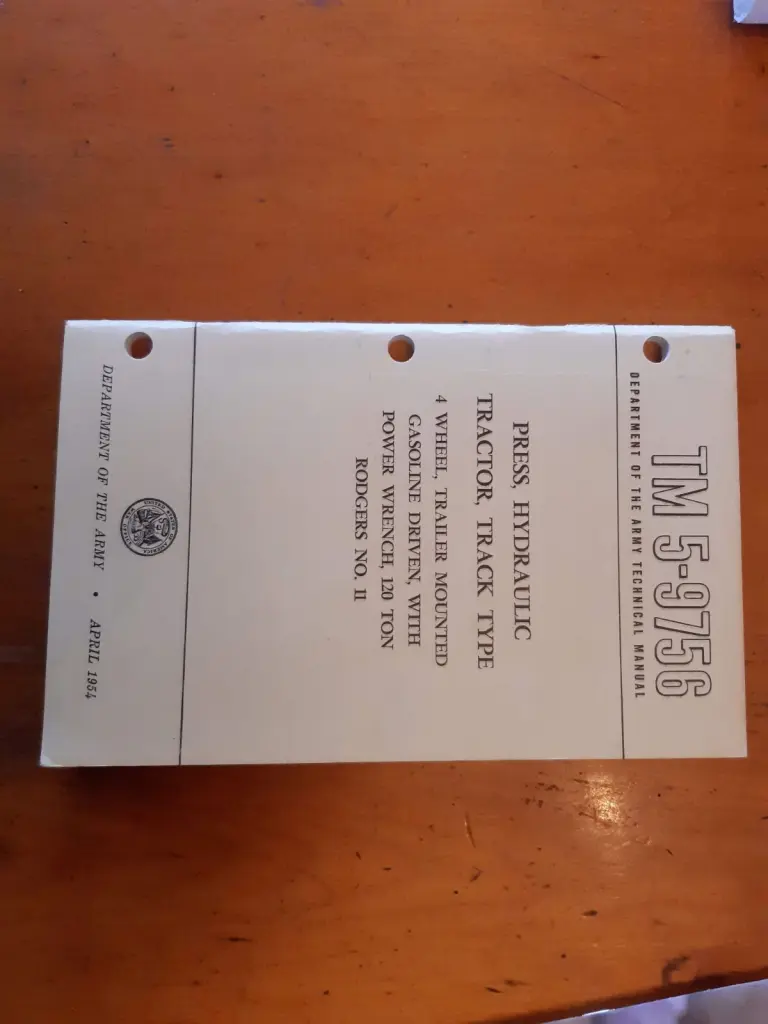 TM 5-9756
DEPARTMENT OF THE ARMY TECHNICAL MANUAL
PRESS, HYDRAULIC
TRACTOR, TRACK TYPE
4 WHEEL, TRAILER MOUNTED
GASOLINE DRIVEN, WITH
POWER WRENCH, 120 TON
RODGERS NO. 11
DEPARTMENT OF THE ARMY • APRIL 1954